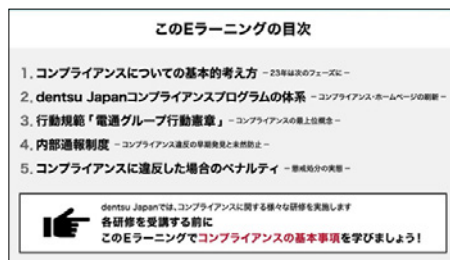 このEラーニングの目次
1. コンプライアンスについての基本的考え方 －23年は次のフェーズに－
2. dentsu Japanコンプライアンスプログラムの体系 －コンプライアンス・ホームページの刷新－
3. 行動規範「電通グループ行動憲章」 －コンプライアンスの最上位概念－
4. 内部通報制度 －コンプライアンス違反の早期発見と未然防止－
5. コンプライアンスに違反した場合のペナルティ －懲戒処分の実態－
dentsu Japanでは、コンプライアンスに関する様々な研修を実施します
各研修を受講する前に
このEラーニングでコンプライアンスの基本事項を学びましょう！